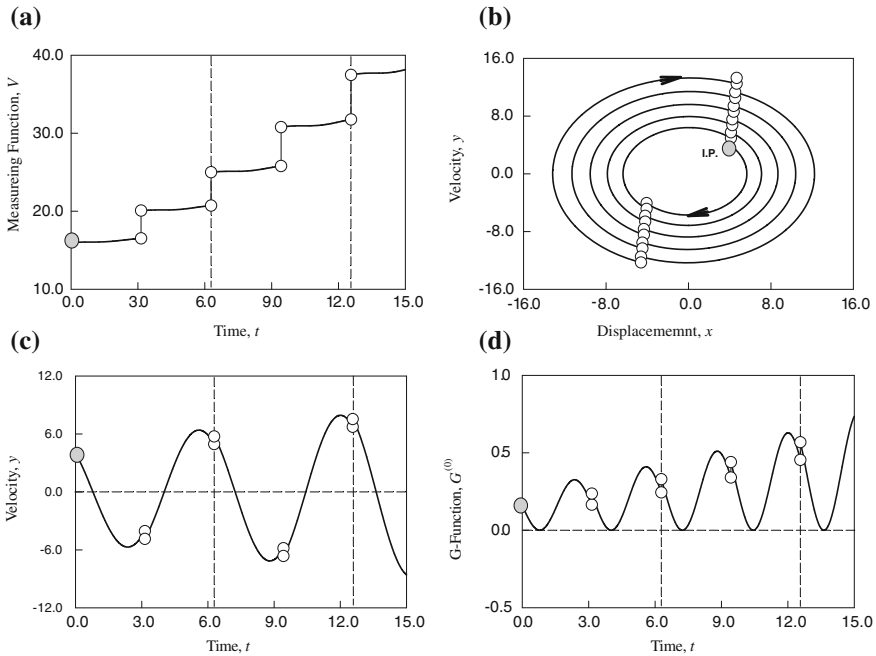 (a)
40.0
30.0
20.0
10.0
Measureing Function, V
0.0 3.0 6.0 9.0 12.0 15.0
Time, t
(b)
16.0
8.0
0.0
-8.0
-16.0
Velocity, y
I.P.
-16.0 -8.0 0.0 8.0 16.0
Displacememnt, x
(c)
12.0
6.0
0.0
-6.0
-12.0
Velocity, y
0.0 3.0 6.0 9.0 12.0 15.0
Time, t
(d)
1.0
0.5
0.0
-0.5
G-Function, G⁽⁰⁾
0.0 3.0 6.0 9.0 12.0 15.0
Time, t